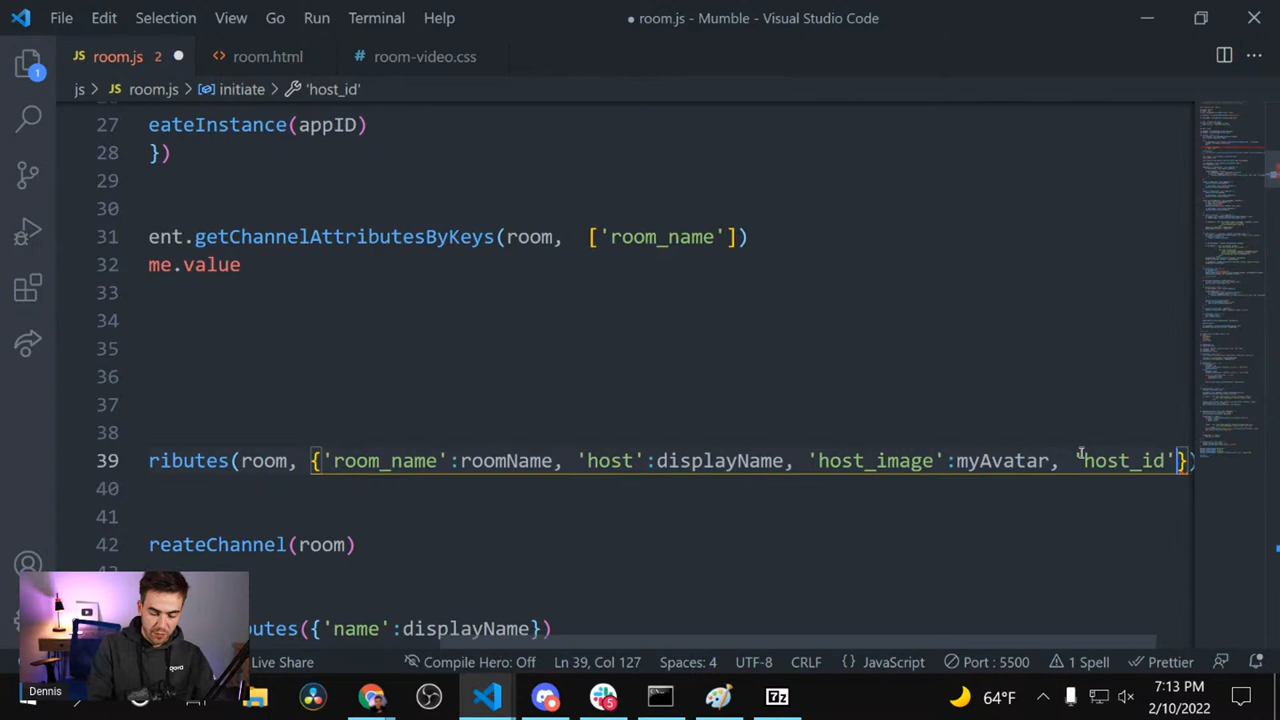 File Edit Selection View Go Run Terminal Help
● room.js - Mumble - Visual Studio Code
JS room.js 2 ● <> room.html # room-video.css
js > JS room.js > initiate > 'host_id'
27 eateInstance(appID)
28 })
29
30
31 ent.getChannelAttributesByKeys(room, ['room_name'])
32 me.value
33
34
35
36
37
38
39 ributes(room, {'room_name':roomName, 'host':displayName, 'host_image':myAvatar, 'host_id'})
40
41
42 reateChannel(room)
utes({'name':displayName})
1
Dennis
qora
Live Share Compile Hero: Off Ln 39, Col 127 Spaces: 4 UTF-8 CRLF {} JavaScript Port : 5500 1 Spell Prettier
5 7z 64°F 7:13 PM
2/10/2022